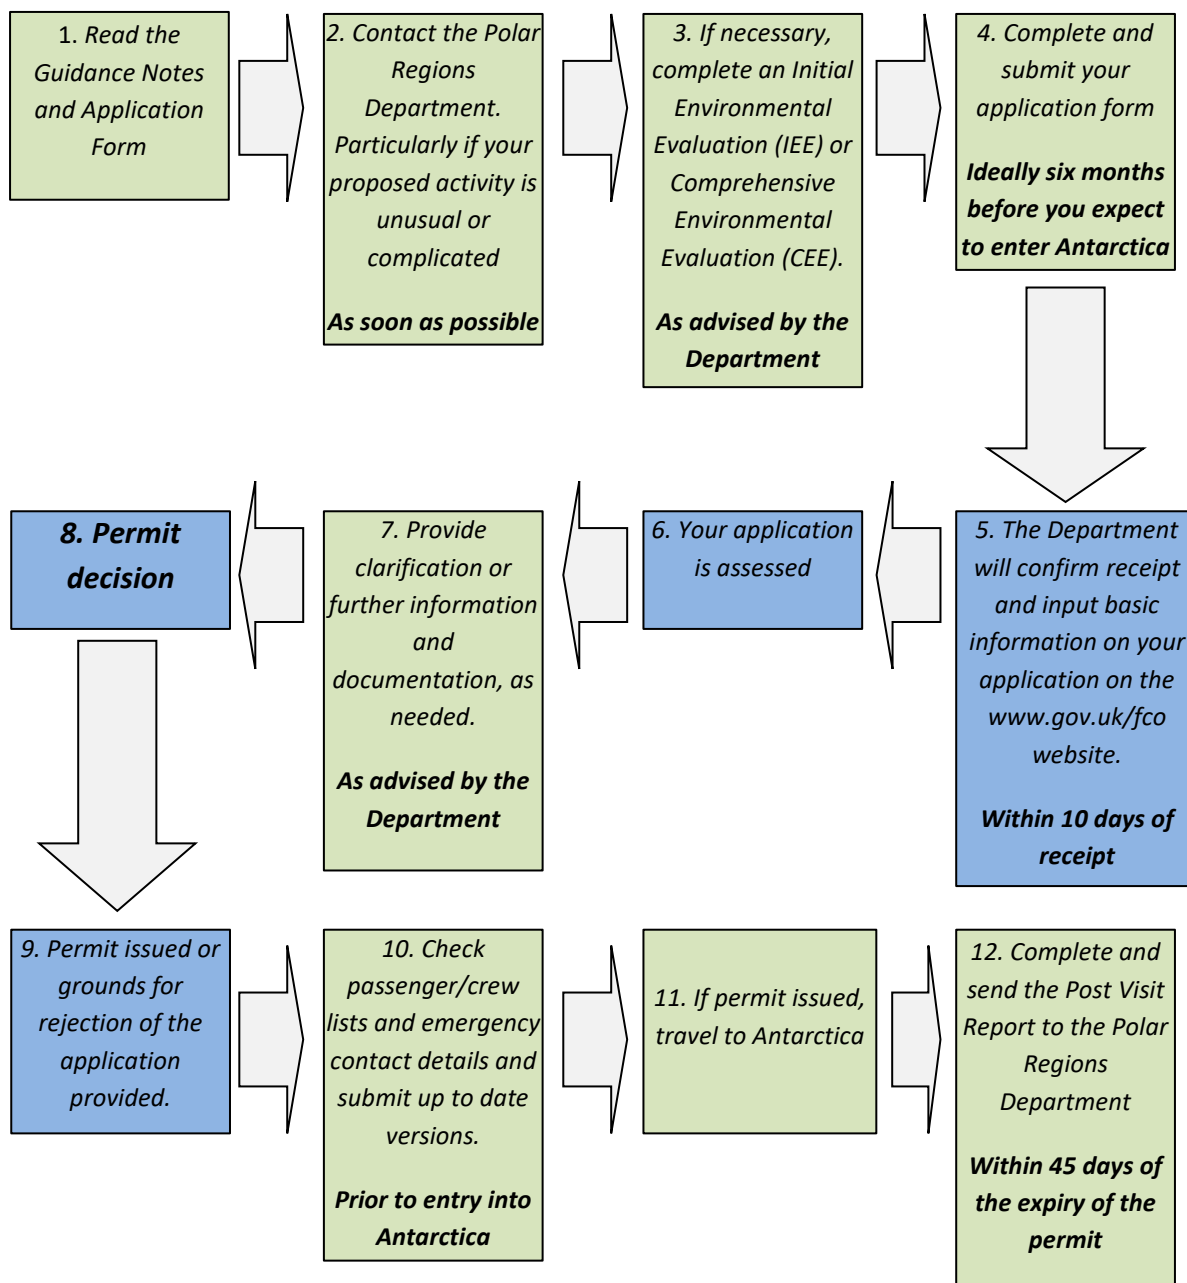 1. Read the
Guidance Notes
and Application
Form
2. Contact the Polar
Regions
Department.
Particularly if your
proposed activity is
unusual or
complicated
As soon as possible
3. If necessary,
complete an Initial
Environmental
Evaluation (IEE) or
Comprehensive
Environmental
Evaluation (CEE).
As advised by the
Department
4. Complete and
submit your
application form
Ideally six months
before you expect
to enter Antarctica
5. The Department
will confirm receipt
and input basic
information on your
application on the
www.gov.uk/fco
website.
Within 10 days of
receipt
6. Your application
is assessed
7. Provide
clarification or
further information
and
documentation, as
needed.
As advised by the
Department
8. Permit
decision
9. Permit issued or
grounds for
rejection of the
application
provided.
10. Check
passenger/crew
lists and emergency
contact details and
submit up to date
versions.
Prior to entry into
Antarctica
11. If permit issued,
travel to Antarctica
12. Complete and
send the Post Visit
Report to the Polar
Regions
Department
Within 45 days of
the expiry of the
permit